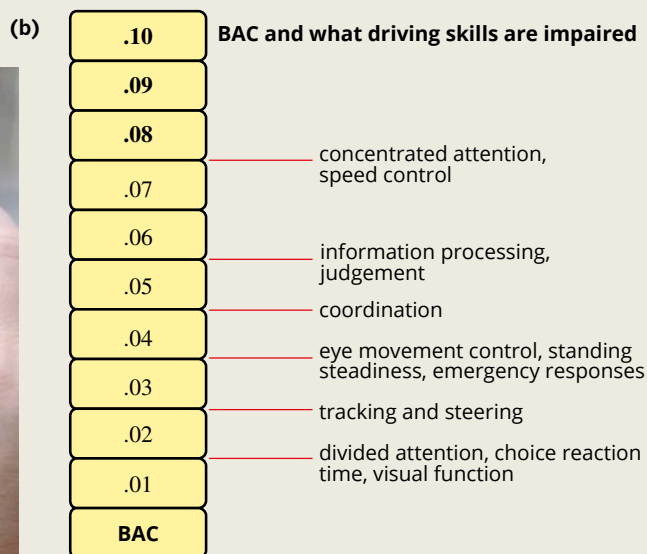 (b)
BAC and what driving skills are impaired
.10
.09
.08
concentrated attention,
speed control
.07
.06
information processing,
judgement
.05
coordination
.04
eye movement control, standing
steadiness, emergency responses
.03
tracking and steering
.02
divided attention, choice reaction
time, visual function
.01
BAC